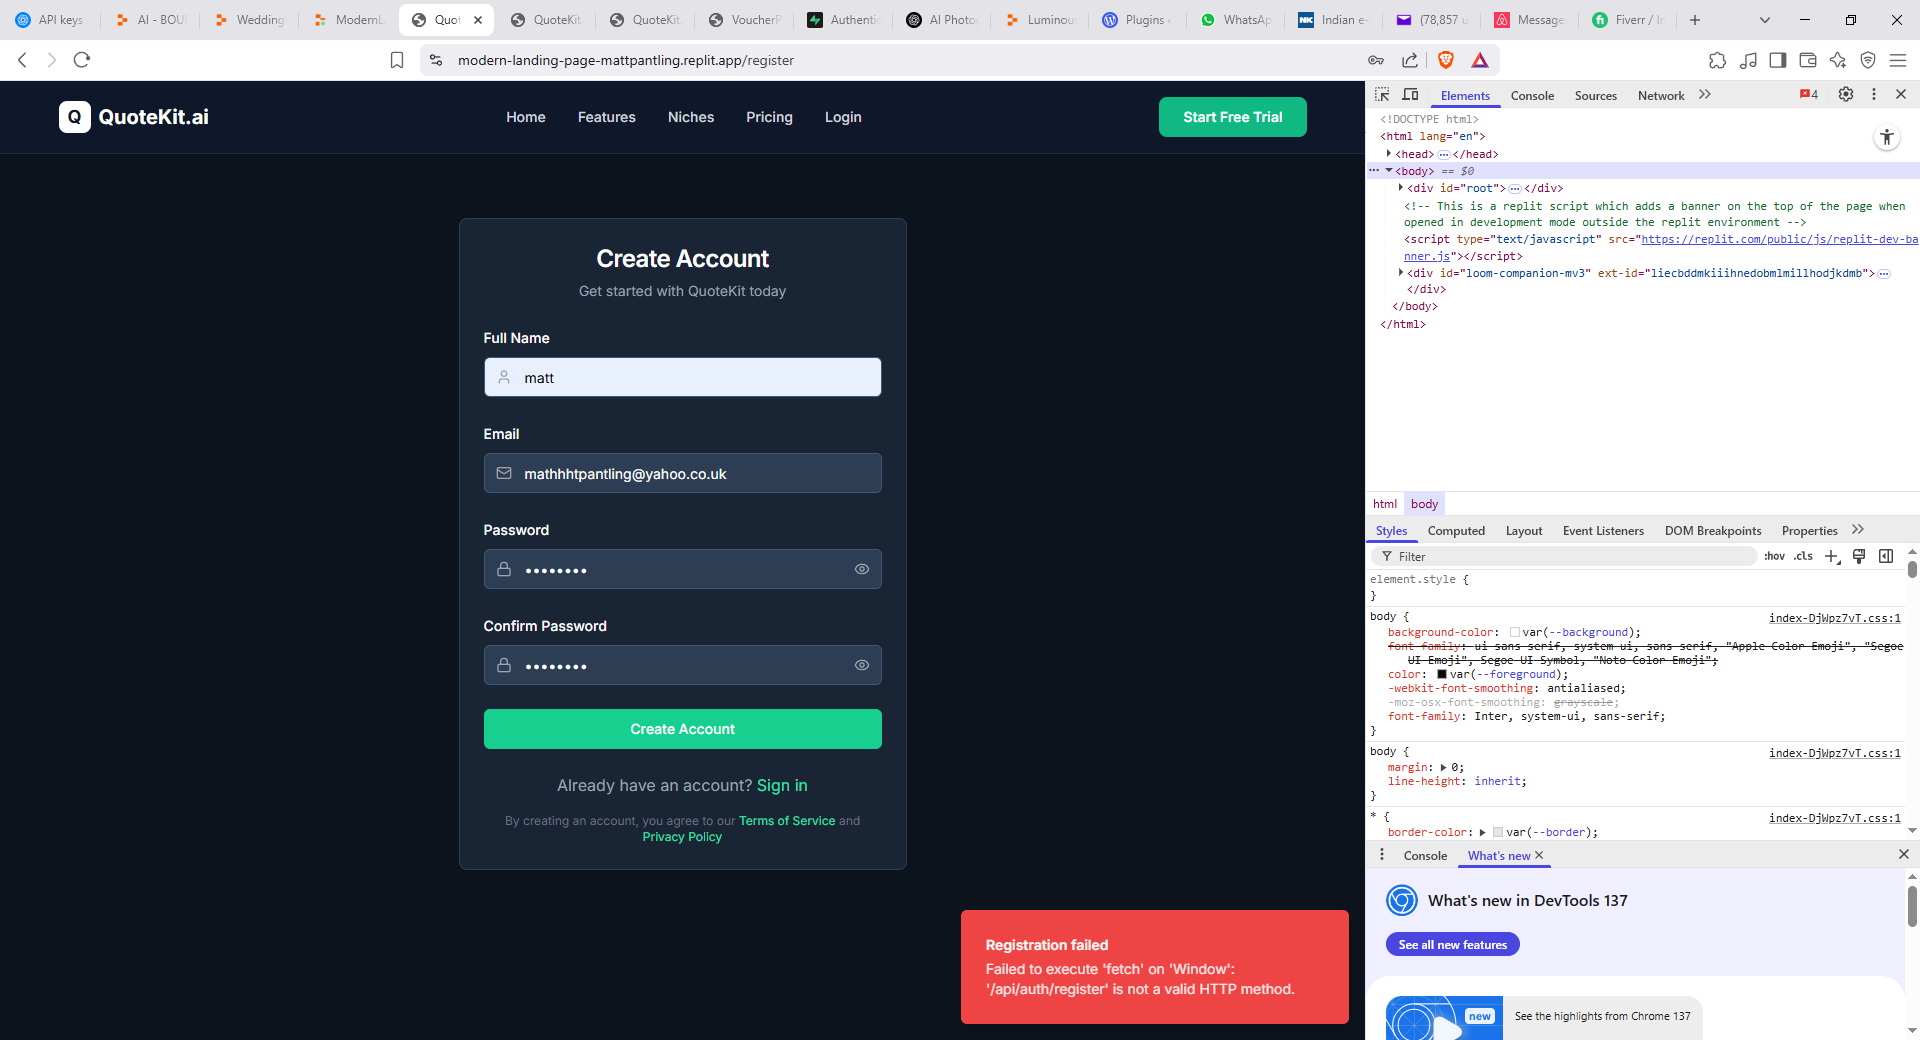 API keys
AI - BOU
Wedding
ModernL
Quot
QuoteKit.
QuoteKit.
VoucherP
Authentic
AI Photog
Luminous
Plugins
WhatsAp
Indian e-
(78,857 u
Message
Fiverr / In
modern-landing-page-mattpantling.replit.app/register
Q QuoteKit.ai
Home
Features
Niches
Pricing
Login
Start Free Trial
Create Account
Get started with QuoteKit today
Full Name
matt
Email
mathhhtpantling@yahoo.co.uk
Password
••••••••
Confirm Password
••••••••
Create Account
Already have an account? Sign in
By creating an account, you agree to our Terms of Service and
Privacy Policy
Registration failed
Failed to execute 'fetch' on 'Window':
'/api/auth/register' is not a valid HTTP method.
Elements
Console
Sources
Network
4
<!DOCTYPE html>
<html lang="en">
<head> </head>
<body> == $0
<div id="root"> </div>
<!-- This is a replit script which adds a banner on the top of the page when
opened in development mode outside the replit environment -->
<script type="text/javascript" src="https://replit.com/public/js/replit-dev-ba
nner.js"></script>
<div id="loom-companion-mv3" ext-id="liecbddmkiiihnedobmlmillhodjkdmb">
</div>
</body>
</html>
html
body
Styles
Computed
Layout
Event Listeners
DOM Breakpoints
Properties
Filter
:hov .cls
element.style {
}
body {
index-DjWpz7vT.css:1
background-color: var(--background);
font-family: ui-sans-serif, system-ui, sans-serif, "Apple Color Emoji", "Segoe
UI Emoji", Segoe UI Symbol, "Noto Color Emoji";
color: var(--foreground);
-webkit-font-smoothing: antialiased;
-moz-osx-font-smoothing: grayscale;
font-family: Inter, system-ui, sans-serif;
}
body {
index-DjWpz7vT.css:1
margin: 0;
line-height: inherit;
}
* {
index-DjWpz7vT.css:1
border-color: var(--border);
Console
What's new
What's new in DevTools 137
See all new features
new
See the highlights from Chrome 137